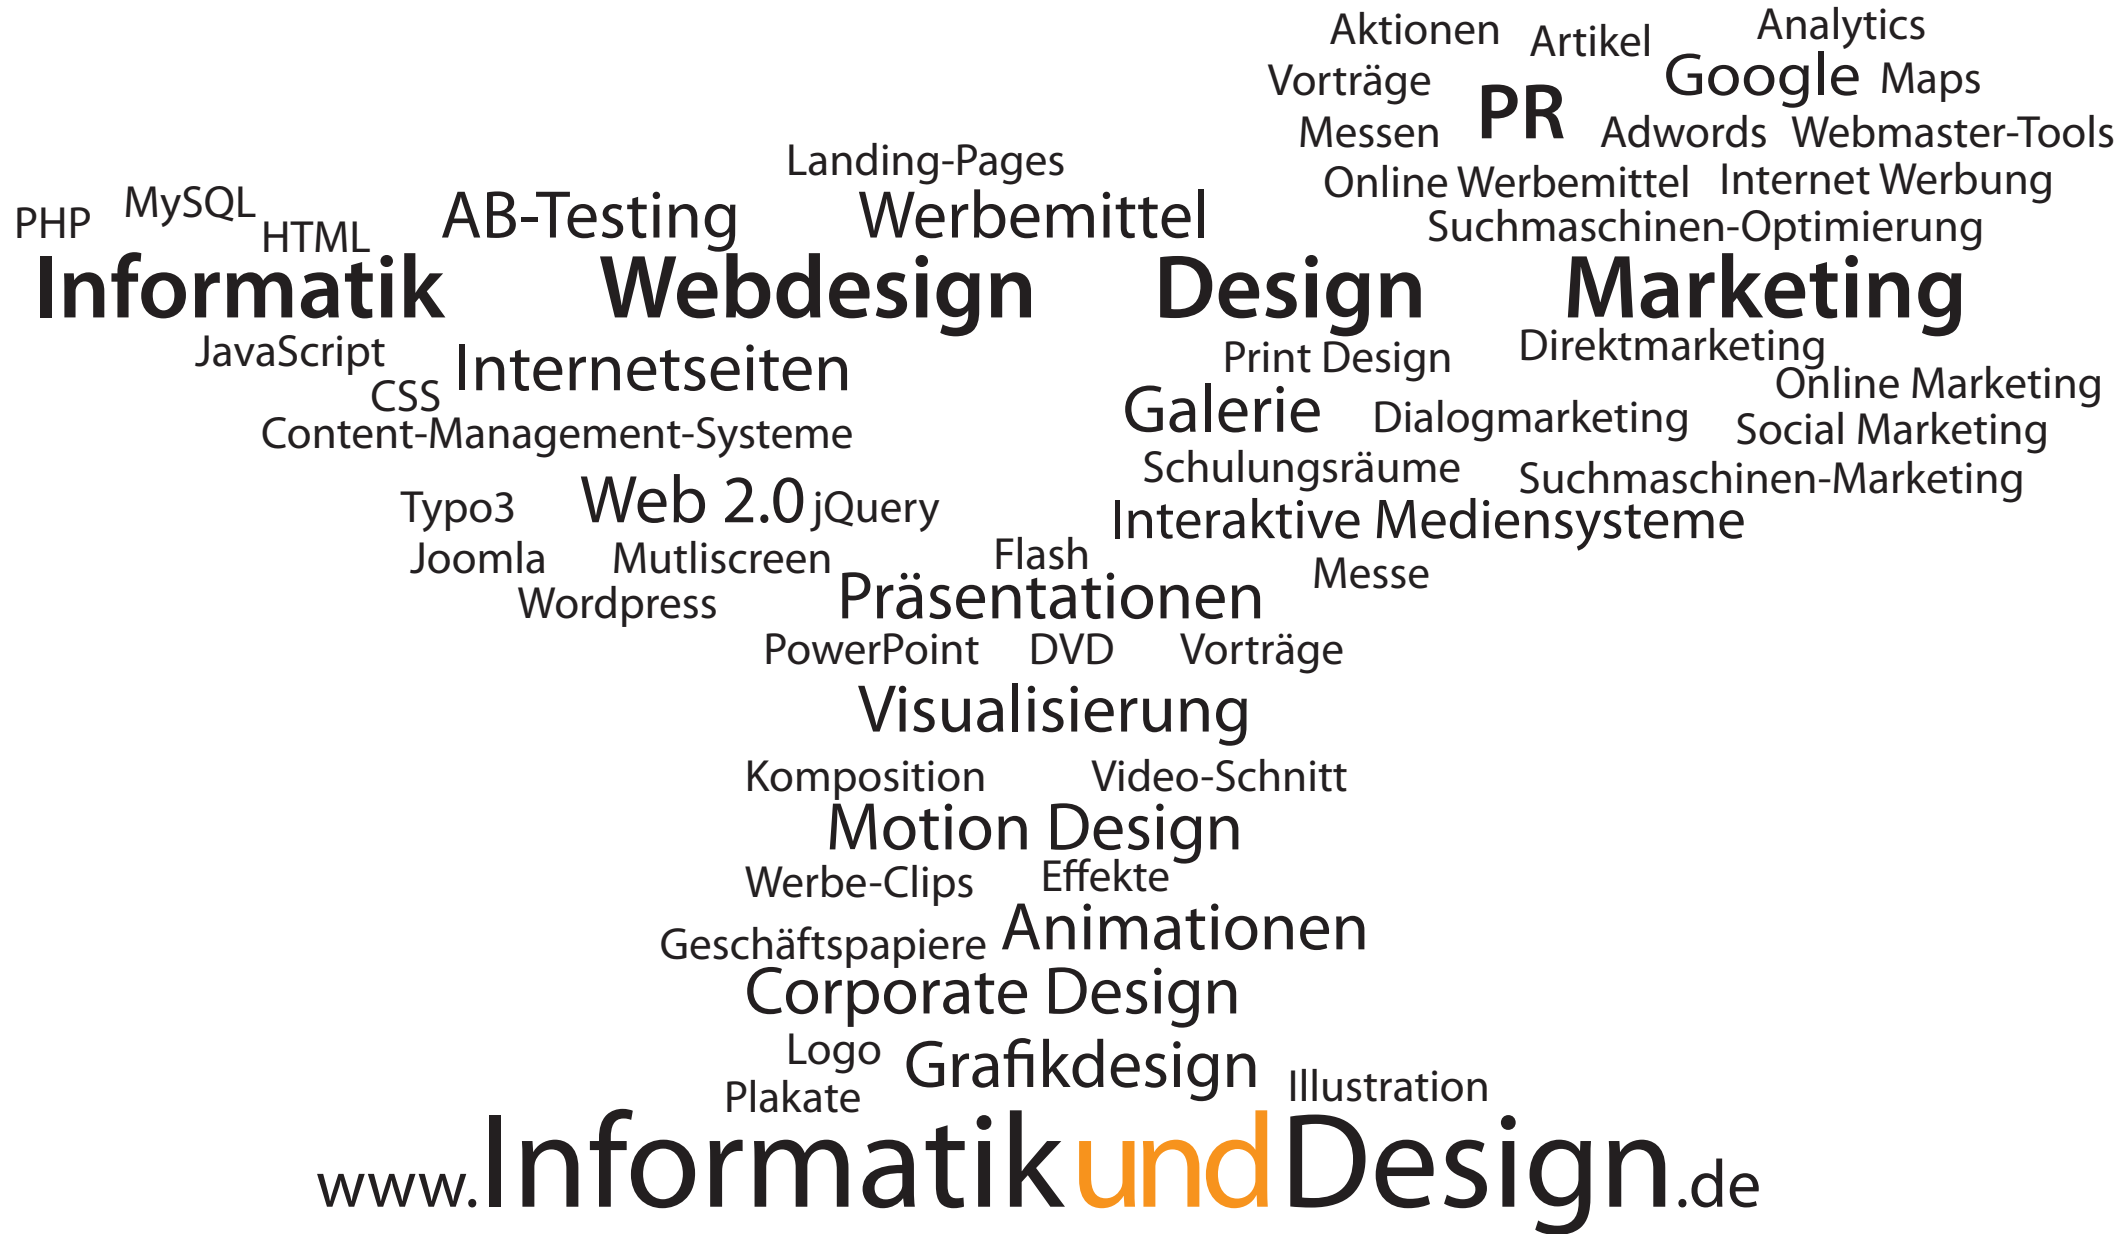 Aktionen Artikel Analytics
Vorträge PR Google Maps
Messen Adwords Webmaster-Tools
Landing-Pages Online Werbemittel Internet Werbung
PHP MySQL HTML AB-Testing Werbemittel Suchmaschinen-Optimierung
Informatik Webdesign Design Marketing
JavaScript Internetseiten Print Design Direktmarketing
CSS Galerie Dialogmarketing Online Marketing
Content-Management-Systeme Social Marketing
Schulungsräume Suchmaschinen-Marketing
Typo3 Web 2.0 jQuery Interaktive Mediensysteme
Joomla Mutliscreen Flash Messe
Wordpress Präsentationen
PowerPoint DVD Vorträge
Visualisierung
Komposition Video-Schnitt
Motion Design
Werbe-Clips Effekte
Geschäftspapiere Animationen
Corporate Design
Logo Grafikdesign
Plakate Illustration
www.InformatikundDesign.de